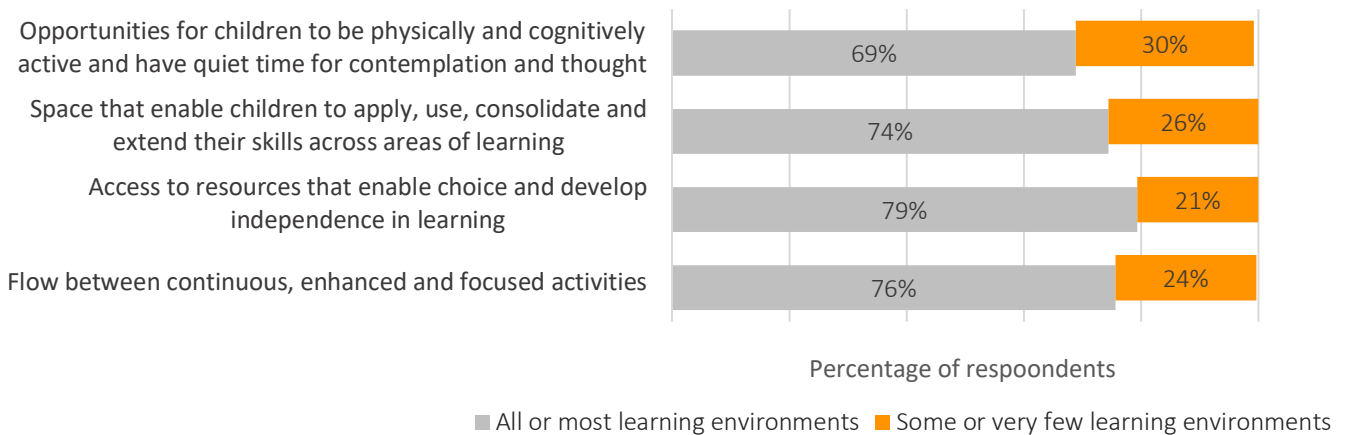 Opportunities for children to be physically and cognitively
active and have quiet time for contemplation and thought
69%
30%
Space that enable children to apply, use, consolidate and
extend their skills across areas of learning
74%
26%
Access to resources that enable choice and develop
independence in learning
79%
21%
Flow between continuous, enhanced and focused activities
76%
24%
Percentage of respoondents
All or most learning environments
Some or very few learning environments